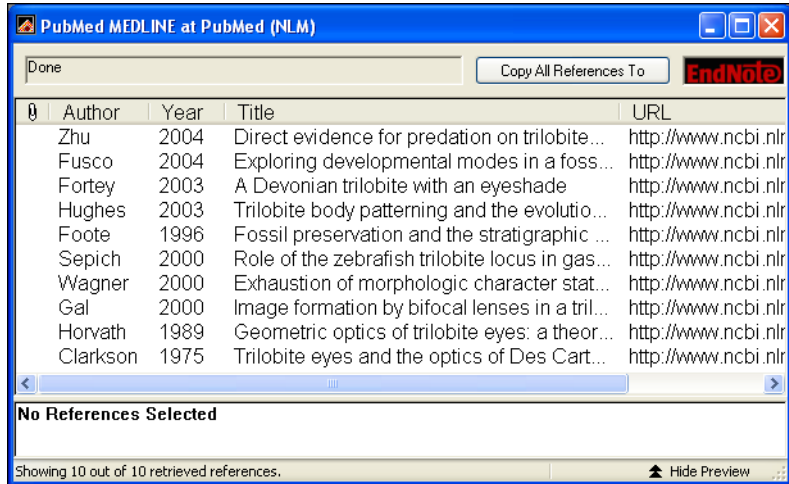 PubMed MEDLINE at PubMed (NLM)
Done Copy All References To EndNote
Author Year Title URL
Zhu 2004 Direct evidence for predation on trilobite... http://www.ncbi.nlr
Fusco 2004 Exploring developmental modes in a foss... http://www.ncbi.nlr
Fortey 2003 A Devonian trilobite with an eyeshade http://www.ncbi.nlr
Hughes 2003 Trilobite body patterning and the evolutio... http://www.ncbi.nlr
Foote 1996 Fossil preservation and the stratigraphic ... http://www.ncbi.nlr
Sepich 2000 Role of the zebrafish trilobite locus in gas... http://www.ncbi.nlr
Wagner 2000 Exhaustion of morphologic character stat... http://www.ncbi.nlr
Gal 2000 Image formation by bifocal lenses in a tril... http://www.ncbi.nlr
Horvath 1989 Geometric optics of trilobite eyes: a theor... http://www.ncbi.nlr
Clarkson 1975 Trilobite eyes and the optics of Des Cart... http://www.ncbi.nlr
No References Selected
Showing 10 out of 10 retrieved references. Hide Preview